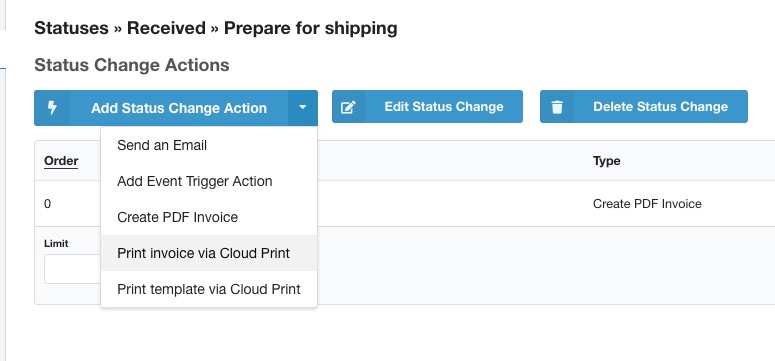 Statuses » Received » Prepare for shipping
Status Change Actions
Add Status Change Action
Edit Status Change
Delete Status Change
Send an Email
Add Event Trigger Action
Create PDF Invoice
Print invoice via Cloud Print
Print template via Cloud Print
Order
Type
0
Create PDF Invoice
Limit